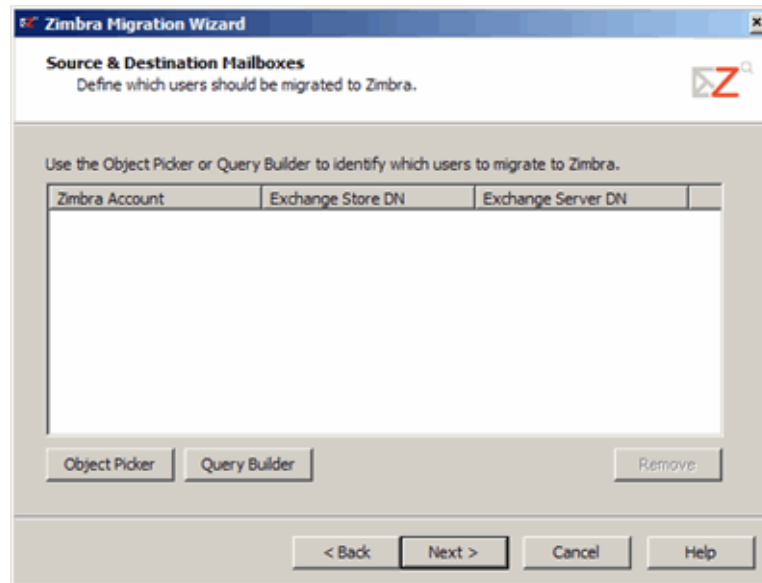 Zimbra Migration Wizard
Source & Destination Mailboxes
Define which users should be migrated to Zimbra.
Use the Object Picker or Query Builder to identify which users to migrate to Zimbra.
Zimbra Account Exchange Store DN Exchange Server DN
Object Picker Query Builder Remove
< Back Next > Cancel Help